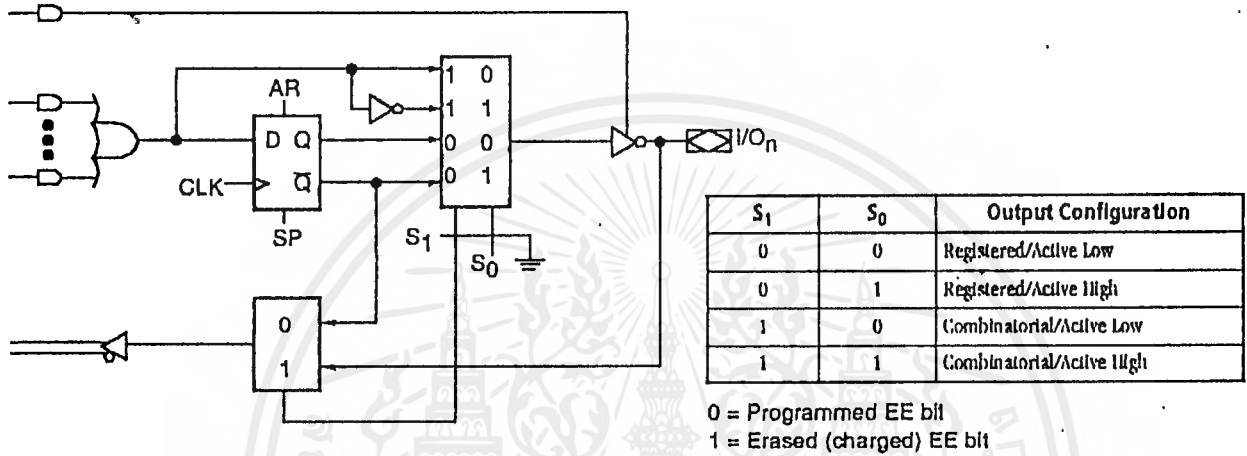 AR
1 0
1 1
D Q
0 0
CLK
Q̅
0 1
SP
S₁
S₀
I/Oₙ
0
1
S₁ S₀ Output Configuration
0 0 Registered/Active Low
0 1 Registered/Active High
1 0 Combinatorial/Active Low
1 1 Combinatorial/Active High
0 = Programmed EE bit
1 = Erased (charged) EE bit